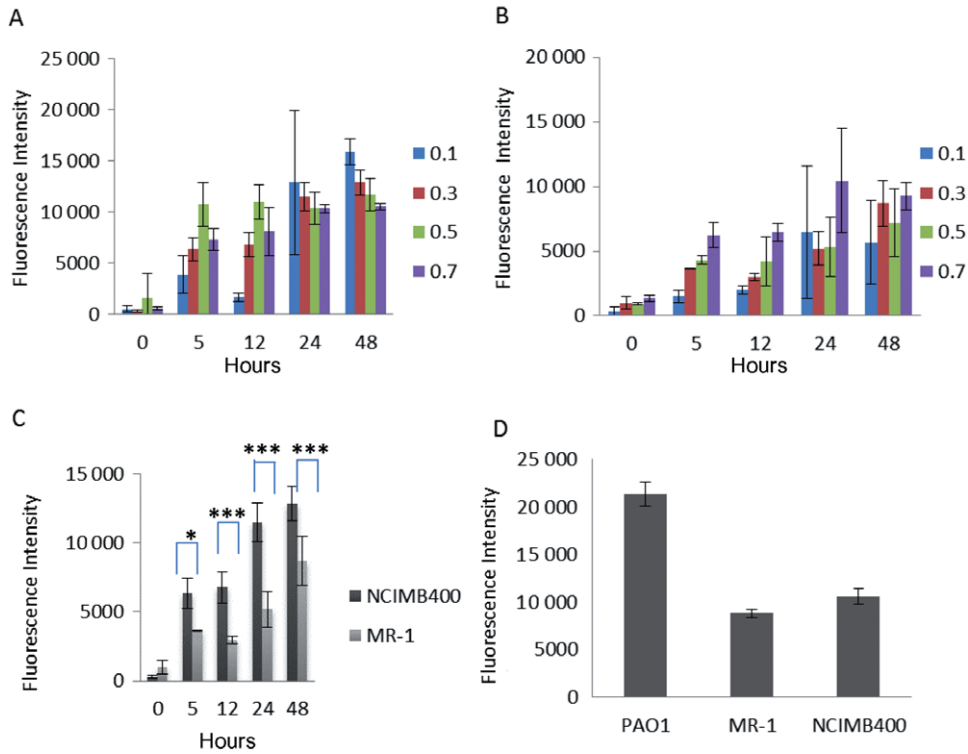 A
Fluorescence Intensity
25 000
20 000
15 000
10 000
5000
0
0 5 12 24 48
Hours
0.1
0.3
0.5
0.7
B
Fluorescence Intensity
20 000
15 000
10 000
5000
0
0 5 12 24 48
Hours
0.1
0.3
0.5
0.7
C
Fluorescence Intensity
15 000
10 000
5000
0
* *** *** ***
0 5 12 24 48
Hours
NCIMB400
MR-1
D
Fluorescence Intensity
25 000
20 000
15 000
10 000
5000
0
PAO1 MR-1 NCIMB400